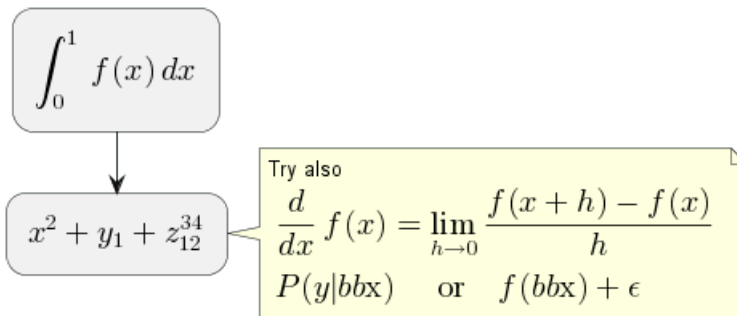 ∫₀¹ f(x) dx
x² + y₁ + z₁₂³⁴
Try also
d/dx f(x) = lim_{h→0} (f(x + h) − f(x))/h
P(y|bbx) or f(bbx) + ϵ